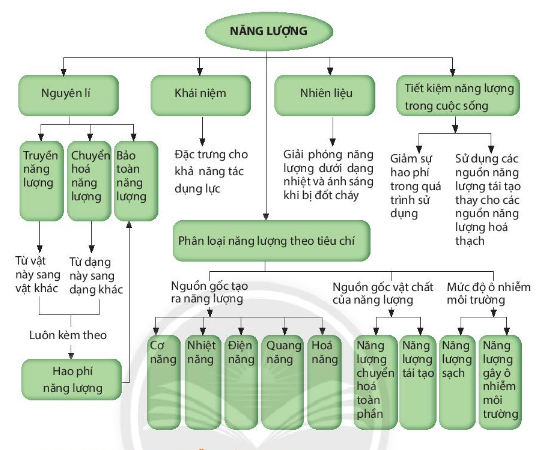 NĂNG LƯỢNG
Nguyên lí
Khái niệm
Nhiên liệu
Tiết kiệm năng lượng
trong cuộc sống
Truyền
năng
lượng
Chuyển
hoá
năng
lượng
Bảo
toàn
năng
lượng
Đặc trưng cho
khả năng tác
dụng lực
Giải phóng năng
lượng dưới dạng
nhiệt và ánh sáng
khi bị đốt cháy
Giảm sự
hao phí
trong quá
trình sử
dụng
Sử dụng các
nguồn năng
lượng tái tạo
thay cho các
nguồn năng
lượng hoá
thạch
Từ vật
này sang
vật khác
Từ dạng
này sang
dạng khác
Luôn kèm theo
Hao phí
năng lượng
Phân loại năng lượng theo tiêu chí
Nguồn gốc tạo
ra năng lượng
Nguồn gốc vật chất
của năng lượng
Mức độ ô nhiễm
môi trường
Cơ
năng
Nhiệt
năng
Điện
năng
Quang
năng
Hoá
năng
Năng
lượng
chuyển
hoá
toàn
phần
Năng
lượng
tái tạo
Năng
lượng
sạch
Năng
lượng
gây ô
nhiễm
môi
trường